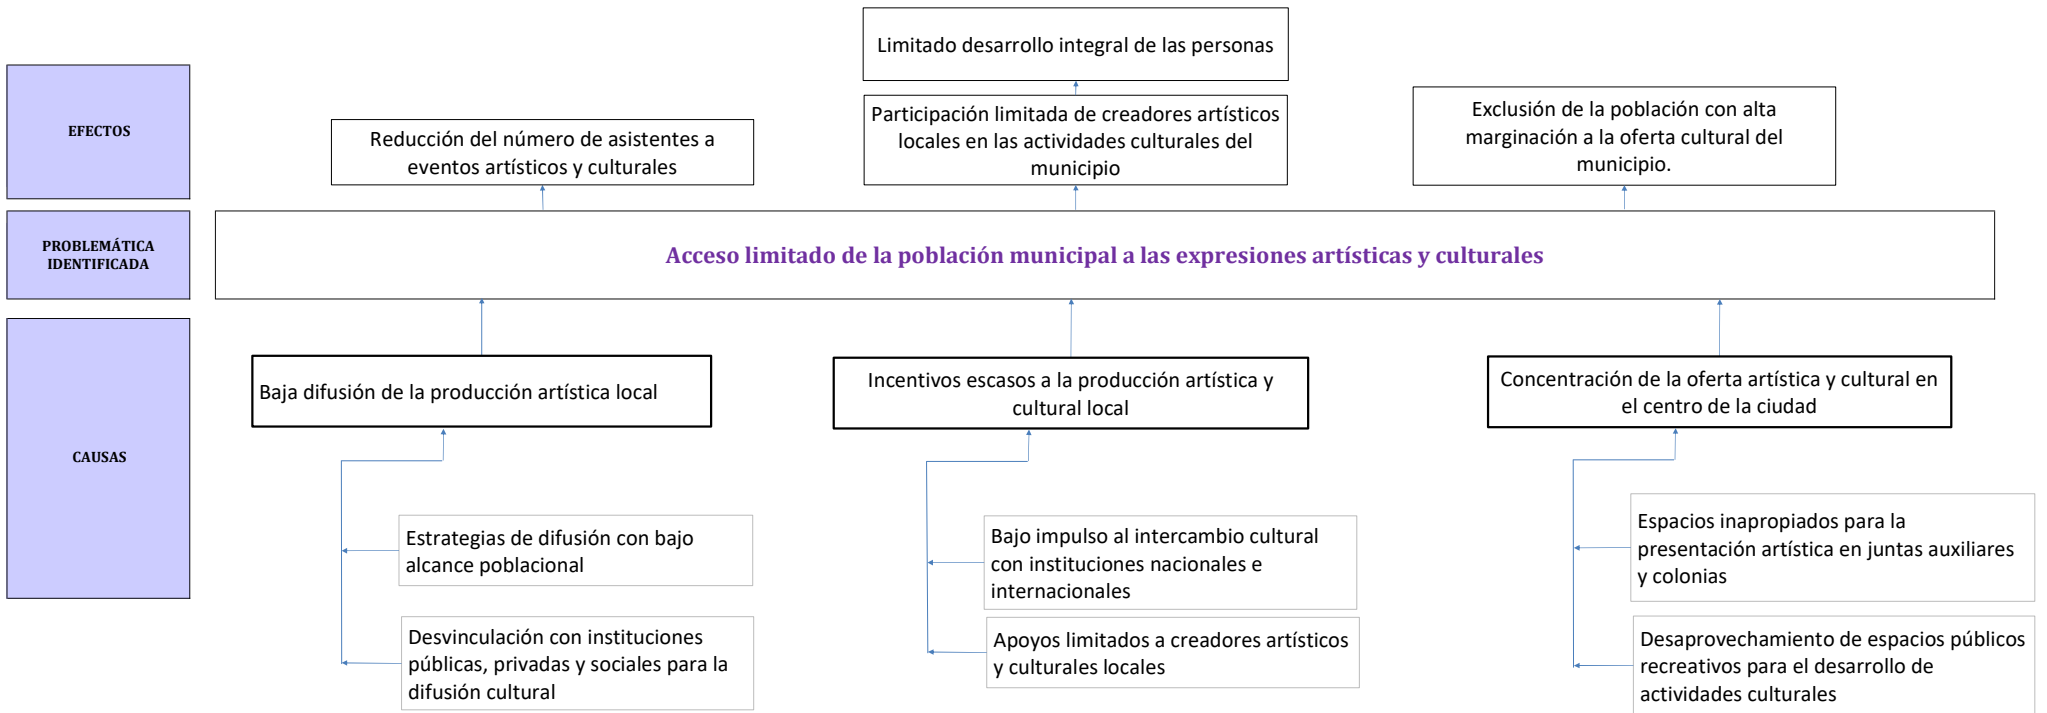 Limitado desarrollo integral de las personas
EFECTOS
Reducción del número de asistentes a
eventos artísticos y culturales
Participación limitada de creadores artísticos
locales en las actividades culturales del
municipio
Exclusión de la población con alta
marginación a la oferta cultural del
municipio.
PROBLEMÁTICA
IDENTIFICADA
Acceso limitado de la población municipal a las expresiones artísticas y culturales
CAUSAS
Baja difusión de la producción artística local
Estrategias de difusión con bajo
alcance poblacional
Desvinculación con instituciones
públicas, privadas y sociales para la
difusión cultural
Incentivos escasos a la producción artística y
cultural local
Bajo impulso al intercambio cultural
con instituciones nacionales e
internacionales
Apoyos limitados a creadores artísticos
y culturales locales
Concentración de la oferta artística y cultural en
el centro de la ciudad
Espacios inapropiados para la
presentación artística en juntas auxiliares
y colonias
Desaprovechamiento de espacios públicos
recreativos para el desarrollo de
actividades culturales